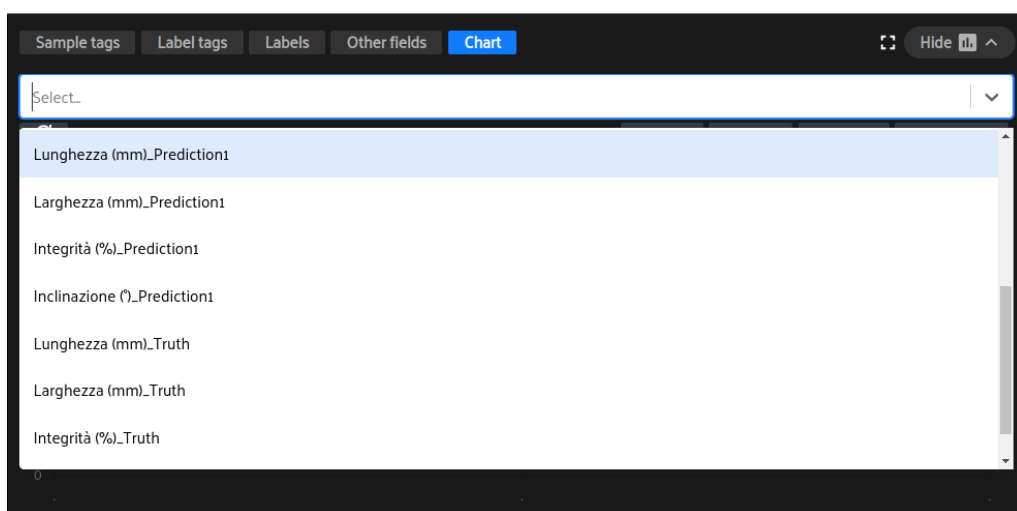 Sample tags Label tags Labels Other fields Chart Hide
Select...
Lunghezza (mm)_Prediction1
Larghezza (mm)_Prediction1
Integrità (%)_Prediction1
Inclinazione (°)_Prediction1
Lunghezza (mm)_Truth
Larghezza (mm)_Truth
Integrità (%)_Truth
0